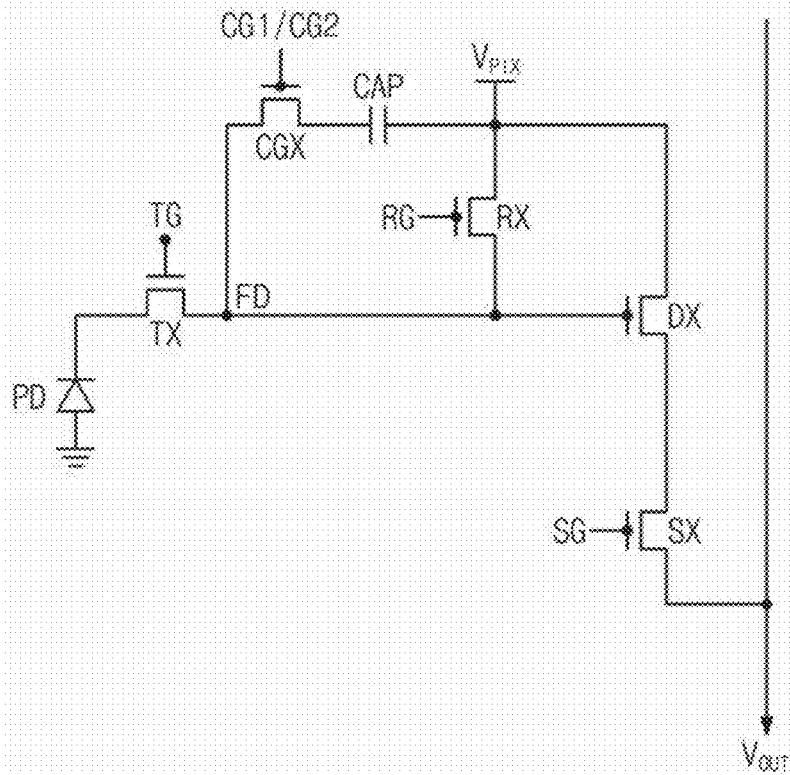 CG1/CG2
VPIX
CAP
CGX
TG
RG
RX
FD
TX
DX
PD
SG
SX
VOUT